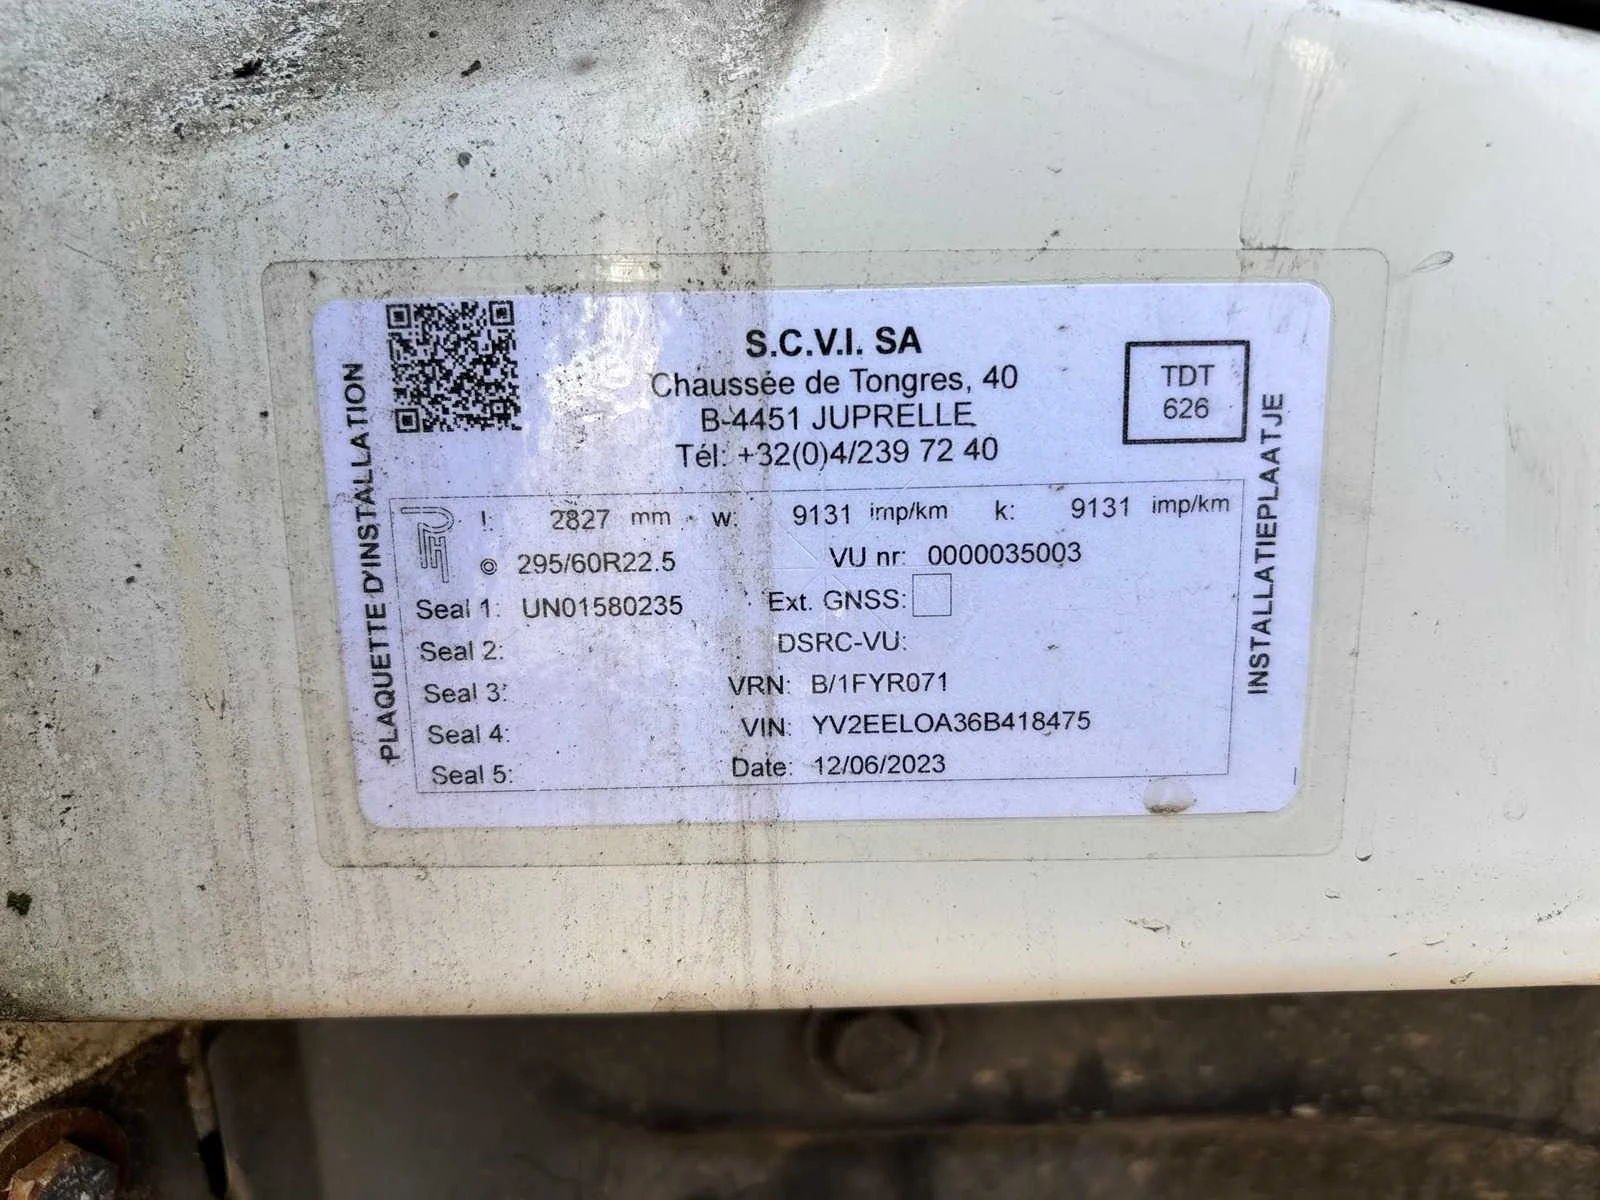 S.C.V.I. SA
Chaussée de Tongres, 40
B-4451 JUPRELLE
Tél: +32(0)4/239 72 40
TDT
626
PLAQUETTE D'INSTALLATION
INSTALLATIEPLAATJE
l: 2827 mm w: 9131 imp/km k: 9131 imp/km
295/60R22.5 VU nr: 0000035003
Seal 1: UN01580235 Ext. GNSS:
Seal 2: DSRC-VU:
Seal 3: VRN: B/1FYR071
Seal 4: VIN: YV2EELOA36B418475
Seal 5: Date: 12/06/2023